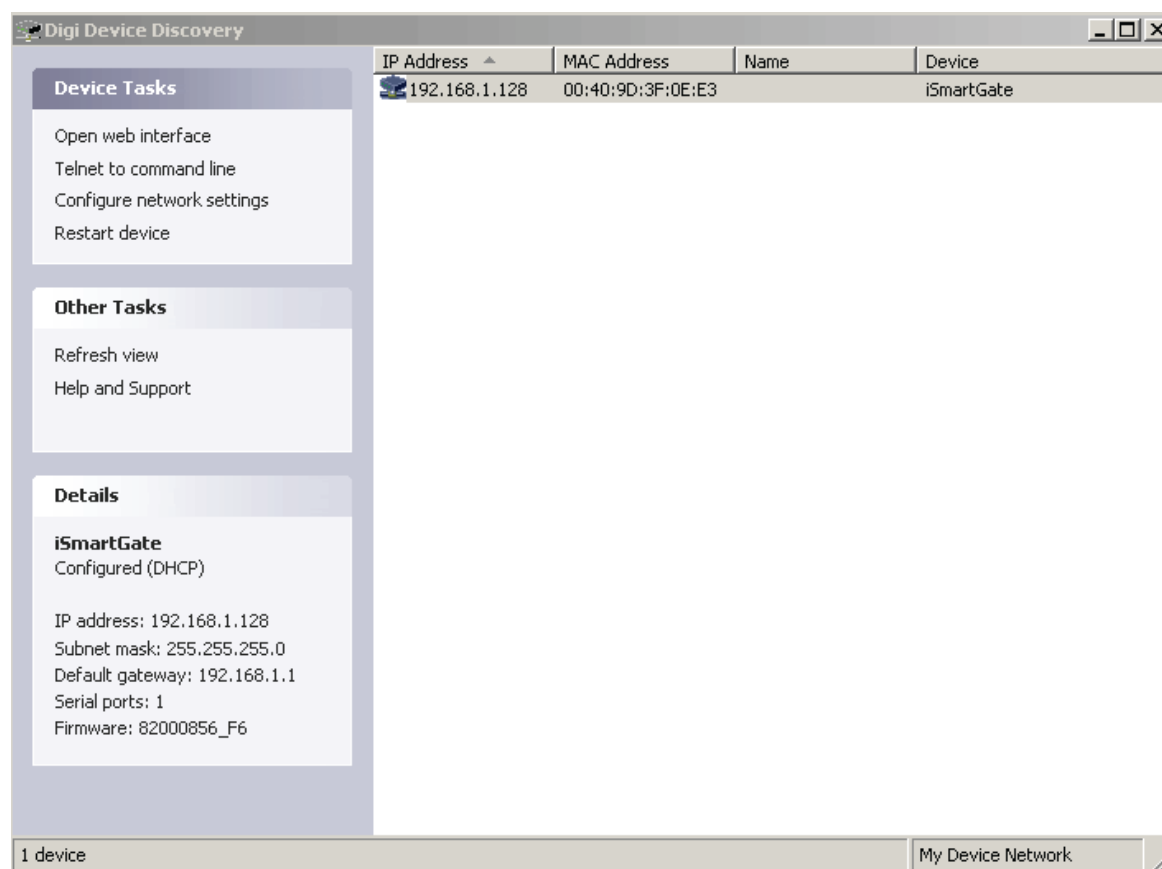 Digi Device Discovery
Device Tasks
Open web interface
Telnet to command line
Configure network settings
Restart device
Other Tasks
Refresh view
Help and Support
Details
iSmartGate
Configured (DHCP)
IP address: 192.168.1.128
Subnet mask: 255.255.255.0
Default gateway: 192.168.1.1
Serial ports: 1
Firmware: 82000856_F6
IP Address MAC Address Name Device
192.168.1.128 00:40:9D:3F:0E:E3 iSmartGate
1 device My Device Network